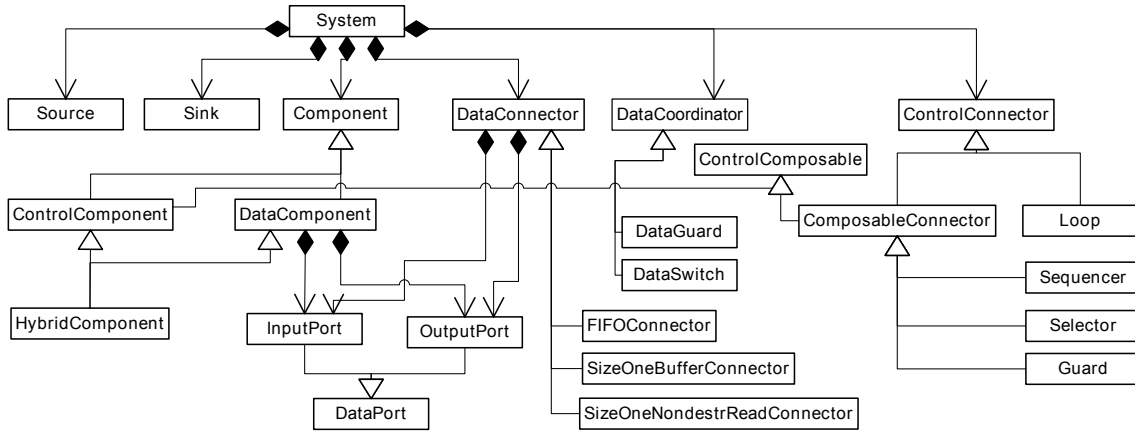 System
Source
Sink
Component
DataConnector
DataCoordinator
ControlConnector
ControlComposable
ControlComponent
DataComponent
ComposableConnector
Loop
DataGuard
DataSwitch
Sequencer
HybridComponent
InputPort
OutputPort
FIFOConnector
Selector
SizeOneBufferConnector
Guard
DataPort
SizeOneNondestrReadConnector